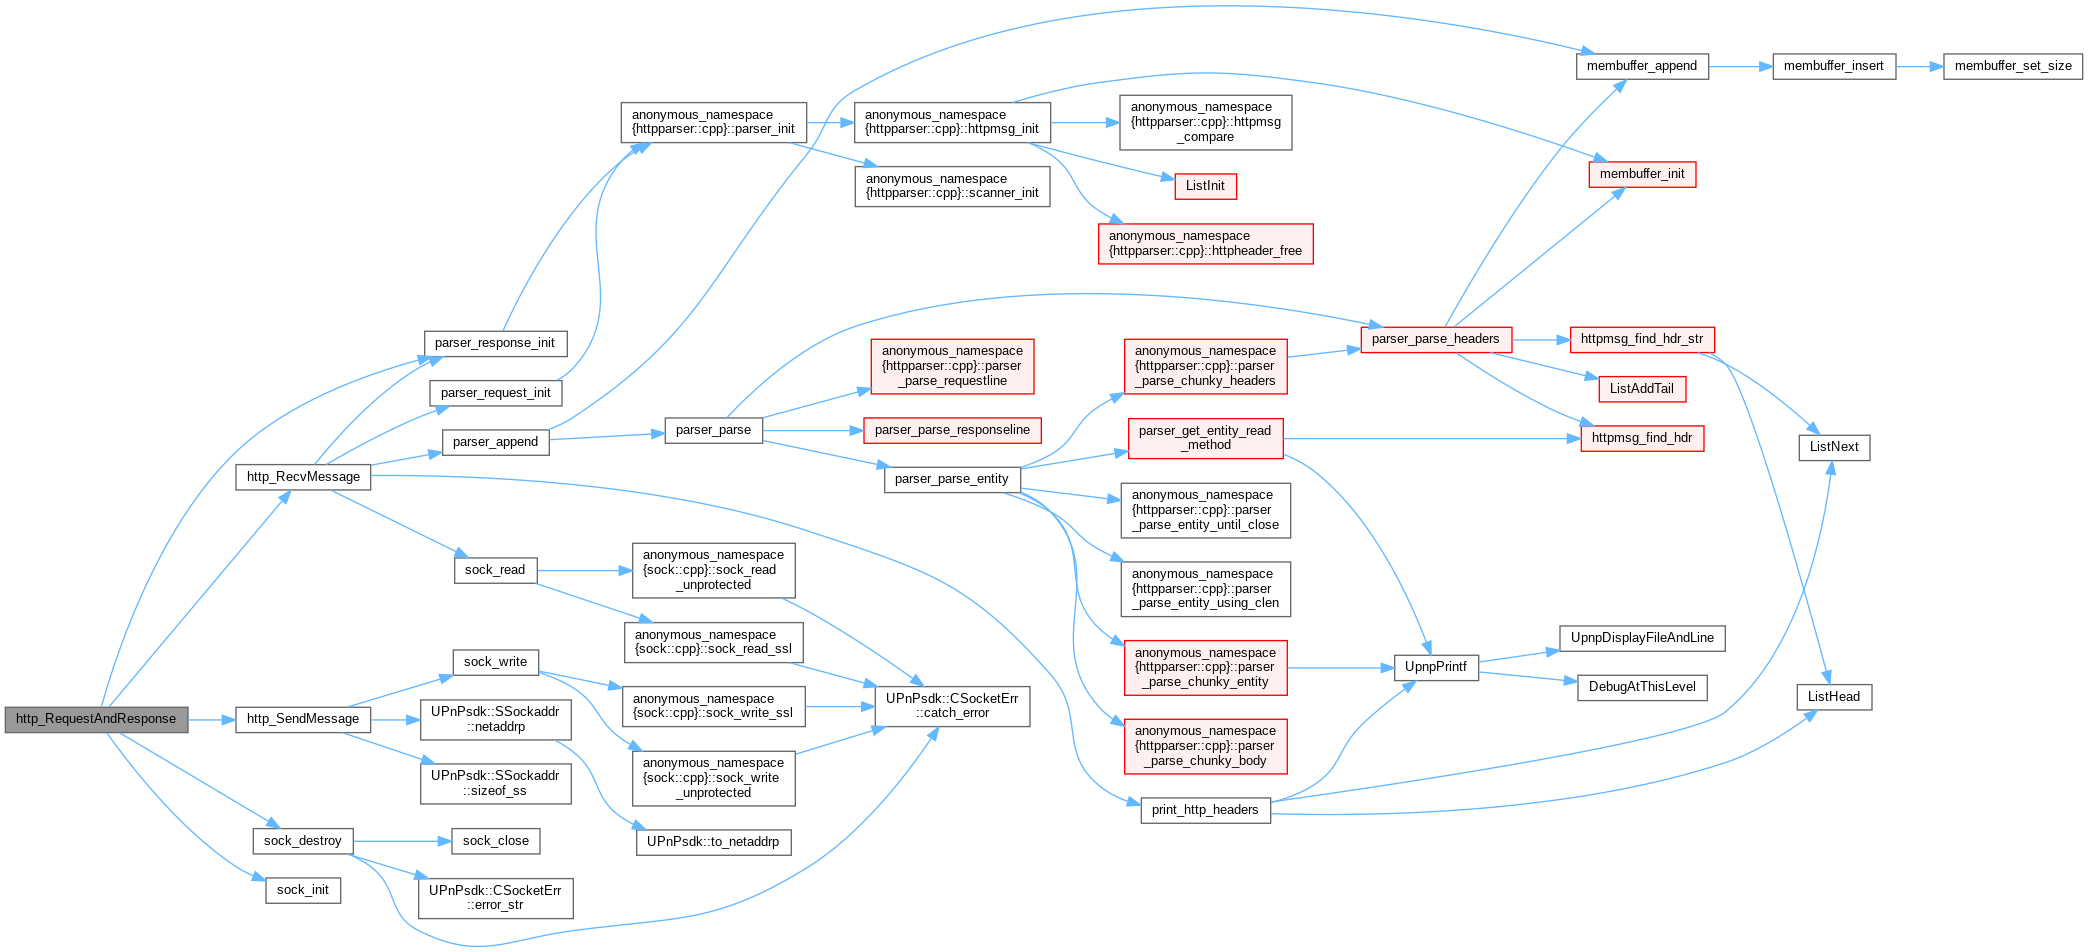 http_RequestAndResponse
parser_response_init
parser_request_init
parser_append
http_RecvMessage
sock_read
sock_write
http_SendMessage
UPnPsdk::SSockaddr
::netaddrp
UPnPsdk::SSockaddr
::sizeof_ss
sock_destroy
sock_close
sock_init
UPnPsdk::CSocketErr
::error_str
anonymous_namespace
{httpparser::cpp}::parser_init
parser_parse
anonymous_namespace
{sock::cpp}::sock_read
_unprotected
anonymous_namespace
{sock::cpp}::sock_read_ssl
anonymous_namespace
{sock::cpp}::sock_write_ssl
anonymous_namespace
{sock::cpp}::sock_write
_unprotected
UPnPsdk::to_netaddrp
anonymous_namespace
{httpparser::cpp}::httpmsg_init
anonymous_namespace
{httpparser::cpp}::scanner_init
anonymous_namespace
{httpparser::cpp}::parser
_parse_requestline
parser_parse_responseline
parser_parse_entity
UPnPsdk::CSocketErr
::catch_error
anonymous_namespace
{httpparser::cpp}::httpmsg
_compare
ListInit
anonymous_namespace
{httpparser::cpp}::httpheader_free
anonymous_namespace
{httpparser::cpp}::parser
_parse_chunky_headers
parser_get_entity_read
_method
anonymous_namespace
{httpparser::cpp}::parser
_parse_entity_until_close
anonymous_namespace
{httpparser::cpp}::parser
_parse_entity_using_clen
anonymous_namespace
{httpparser::cpp}::parser
_parse_chunky_entity
anonymous_namespace
{httpparser::cpp}::parser
_parse_chunky_body
print_http_headers
parser_parse_headers
UpnpPrintf
membuffer_append
membuffer_init
httpmsg_find_hdr_str
ListAddTail
httpmsg_find_hdr
UpnpDisplayFileAndLine
DebugAtThisLevel
membuffer_insert
ListNext
ListHead
membuffer_set_size